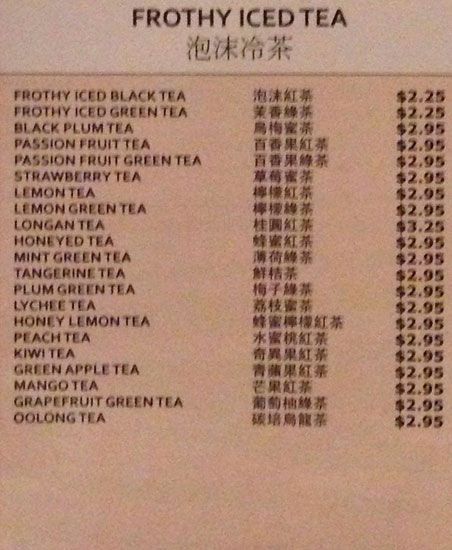 FROTHY ICED TEA
泡沫冷茶
FROTHY ICED BLACK TEA 泡沫紅茶 $2.25
FROTHY ICED GREEN TEA 茉香綠茶 $2.25
BLACK PLUM TEA 烏梅蜜茶 $2.95
PASSION FRUIT TEA 百香果紅茶 $2.95
PASSION FRUIT GREEN TEA 百香果綠茶 $2.95
STRAWBERRY TEA 草莓蜜茶 $2.95
LEMON TEA 檸檬紅茶 $2.95
LEMON GREEN TEA 檸檬綠茶 $2.95
LONGAN TEA 桂圓紅茶 $3.25
HONEYED TEA 蜂蜜紅茶 $2.95
MINT GREEN TEA 薄荷綠茶 $2.95
TANGERINE TEA 鮮桔茶 $2.95
PLUM GREEN TEA 梅子綠茶 $2.95
LYCHEE TEA 荔枝蜜茶 $2.95
HONEY LEMON TEA 蜂蜜檸檬紅茶 $2.95
PEACH TEA 水蜜桃紅茶 $2.95
KIWI TEA 奇異果紅茶 $2.95
GREEN APPLE TEA 青蘋果紅茶 $2.95
MANGO TEA 芒果紅茶 $2.95
GRAPEFRUIT GREEN TEA 葡萄柚綠茶 $2.95
OOLONG TEA 碳培烏龍茶 $2.95